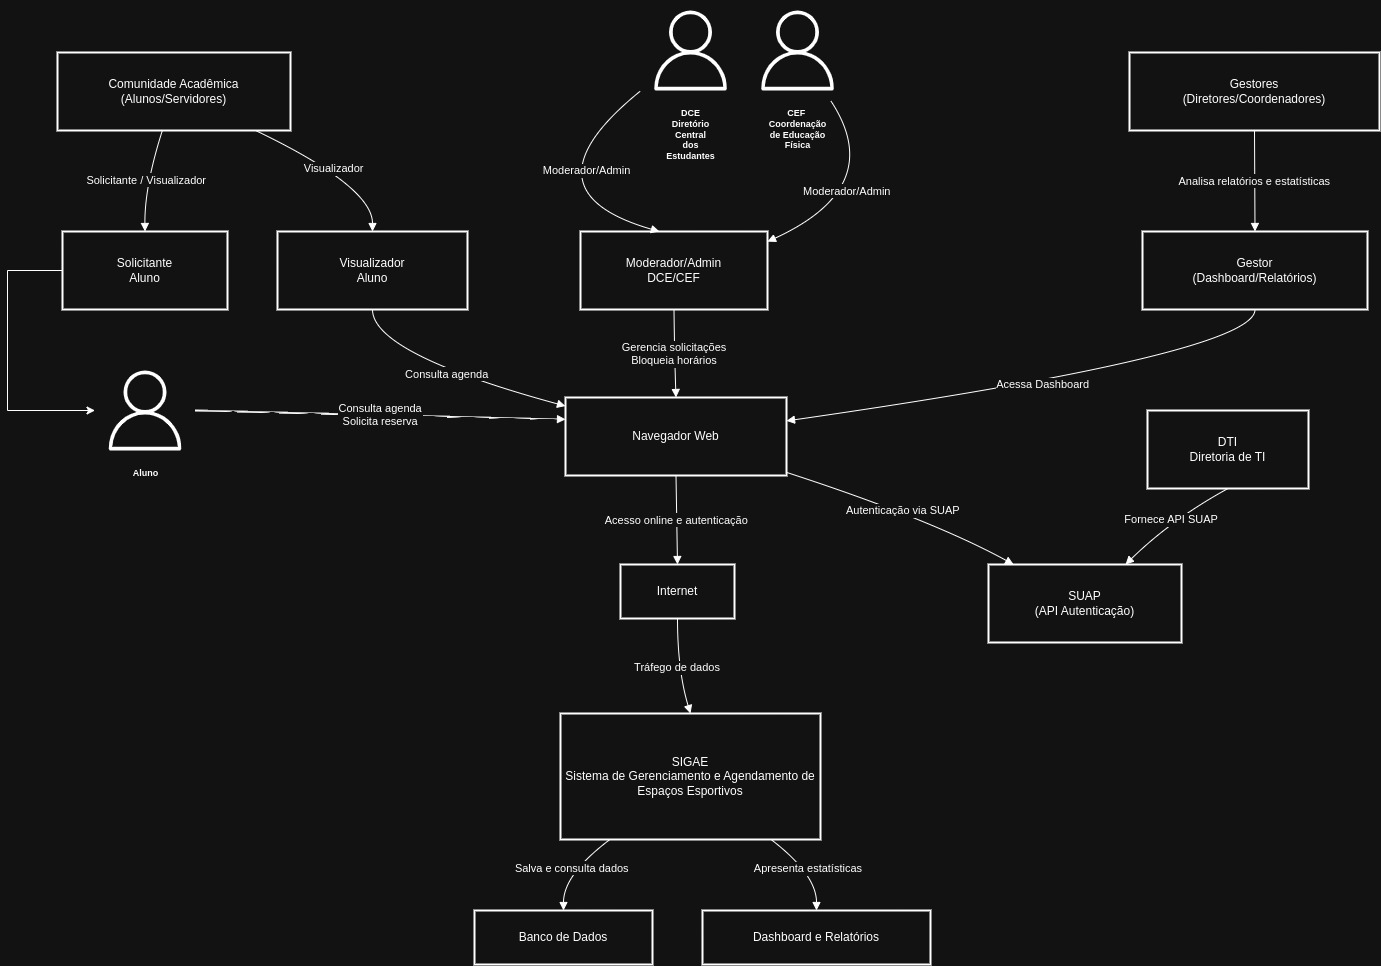 Comunidade Acadêmica
(Alunos/Servidores)
DCE
Diretório
Central
dos
Estudantes
CEF
Coordenação
de Educação
Física
Gestores
(Diretores/Coordenadores)
Solicitante / Visualizador
Visualizador
Moderador/Admin
Moderador/Admin
Analisa relatórios e estatísticas
Solicitante
Aluno
Visualizador
Aluno
Moderador/Admin
DCE/CEF
Gestor
(Dashboard/Relatórios)
Gerencia solicitações
Bloqueia horários
Consulta agenda
Acessa Dashboard
Consulta agenda
Solicita reserva
Aluno
Navegador Web
DTI
Diretoria de TI
Acesso online e autenticação
Autenticação via SUAP
Fornece API SUAP
Internet
SUAP
(API Autenticação)
Tráfego de dados
SIGAE
Sistema de Gerenciamento e Agendamento de
Espaços Esportivos
Salva e consulta dados
Apresenta estatísticas
Banco de Dados
Dashboard e Relatórios